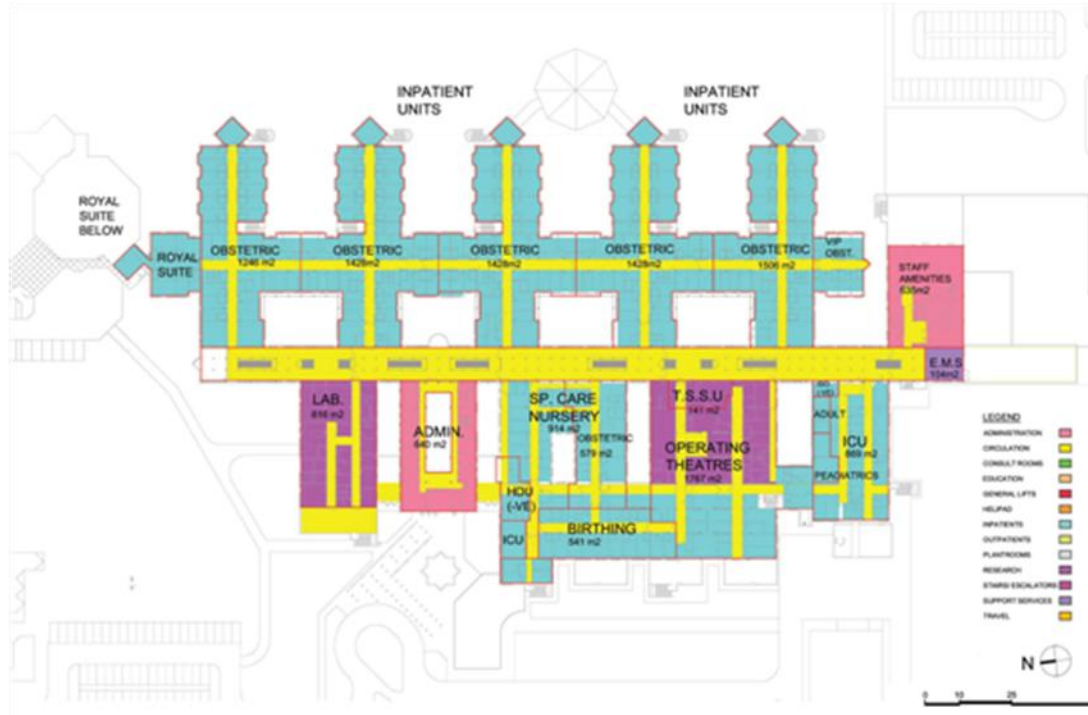 INPATIENT
UNITS
INPATIENT
UNITS
ROYAL
SUITE
BELOW
ROYAL
SUITE
OBSTETRIC
1246 m2
OBSTETRIC
1428m2
OBSTETRIC
1428m2
OBSTETRIC
1428m2
OBSTETRIC
1506 m2
VIP
OBST.
STAFF
AMENITIES
635m2
E.M.S
104m2
LAB.
816 m2
ADMIN.
640 m2
SP. CARE
NURSERY
914 m2
OBSTETRIC
579 m2
T.S.S.U
141 m2
OPERATING
THEATRES
1767 m2
ADULT
ICU
869 m2
PEADIATRICS
HDU
(-VE)
ICU
BIRTHING
541 m2
LEGEND
ADMINISTRATION
CIRCULATION
CONSULT ROOMS
EDUCATION
GENERAL LIFTS
HELIPAD
INPATIENTS
OUTPATIENTS
PLANTROOMS
RESEARCH
STAIRS/ ESCALATORS
SUPPORT SERVICES
TRAVEL
N
0 10 25